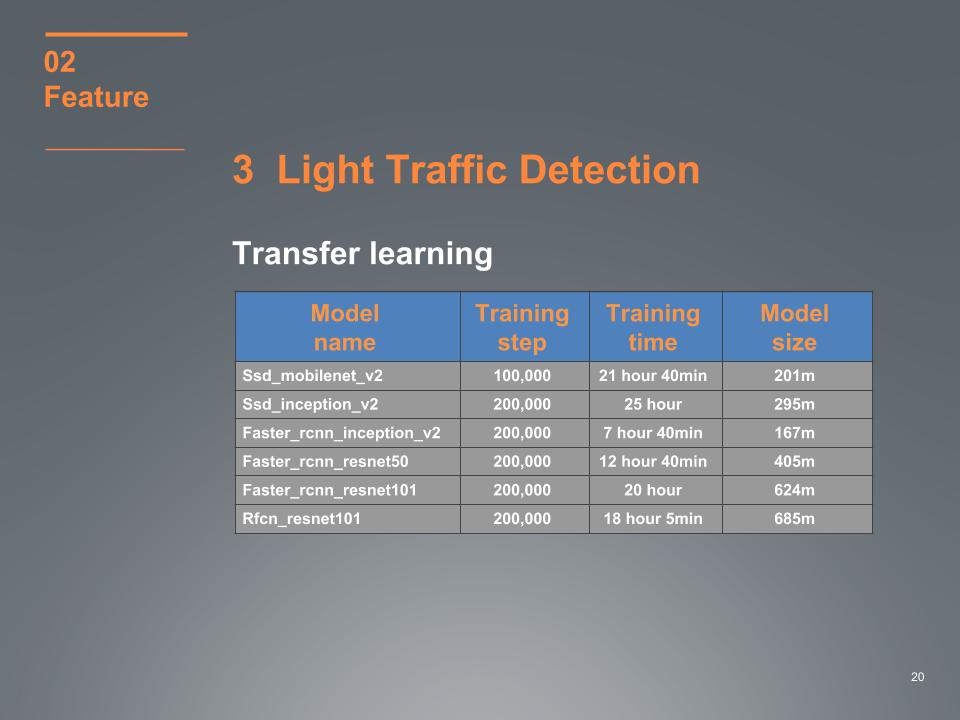 02
Feature
3 Light Traffic Detection
Transfer learning
Model name Training step Training time Model size
Ssd_mobilenet_v2 100,000 21 hour 40min 201m
Ssd_inception_v2 200,000 25 hour 295m
Faster_rcnn_inception_v2 200,000 7 hour 40min 167m
Faster_rcnn_resnet50 200,000 12 hour 40min 405m
Faster_rcnn_resnet101 200,000 20 hour 624m
Rfcn_resnet101 200,000 18 hour 5min 685m
20